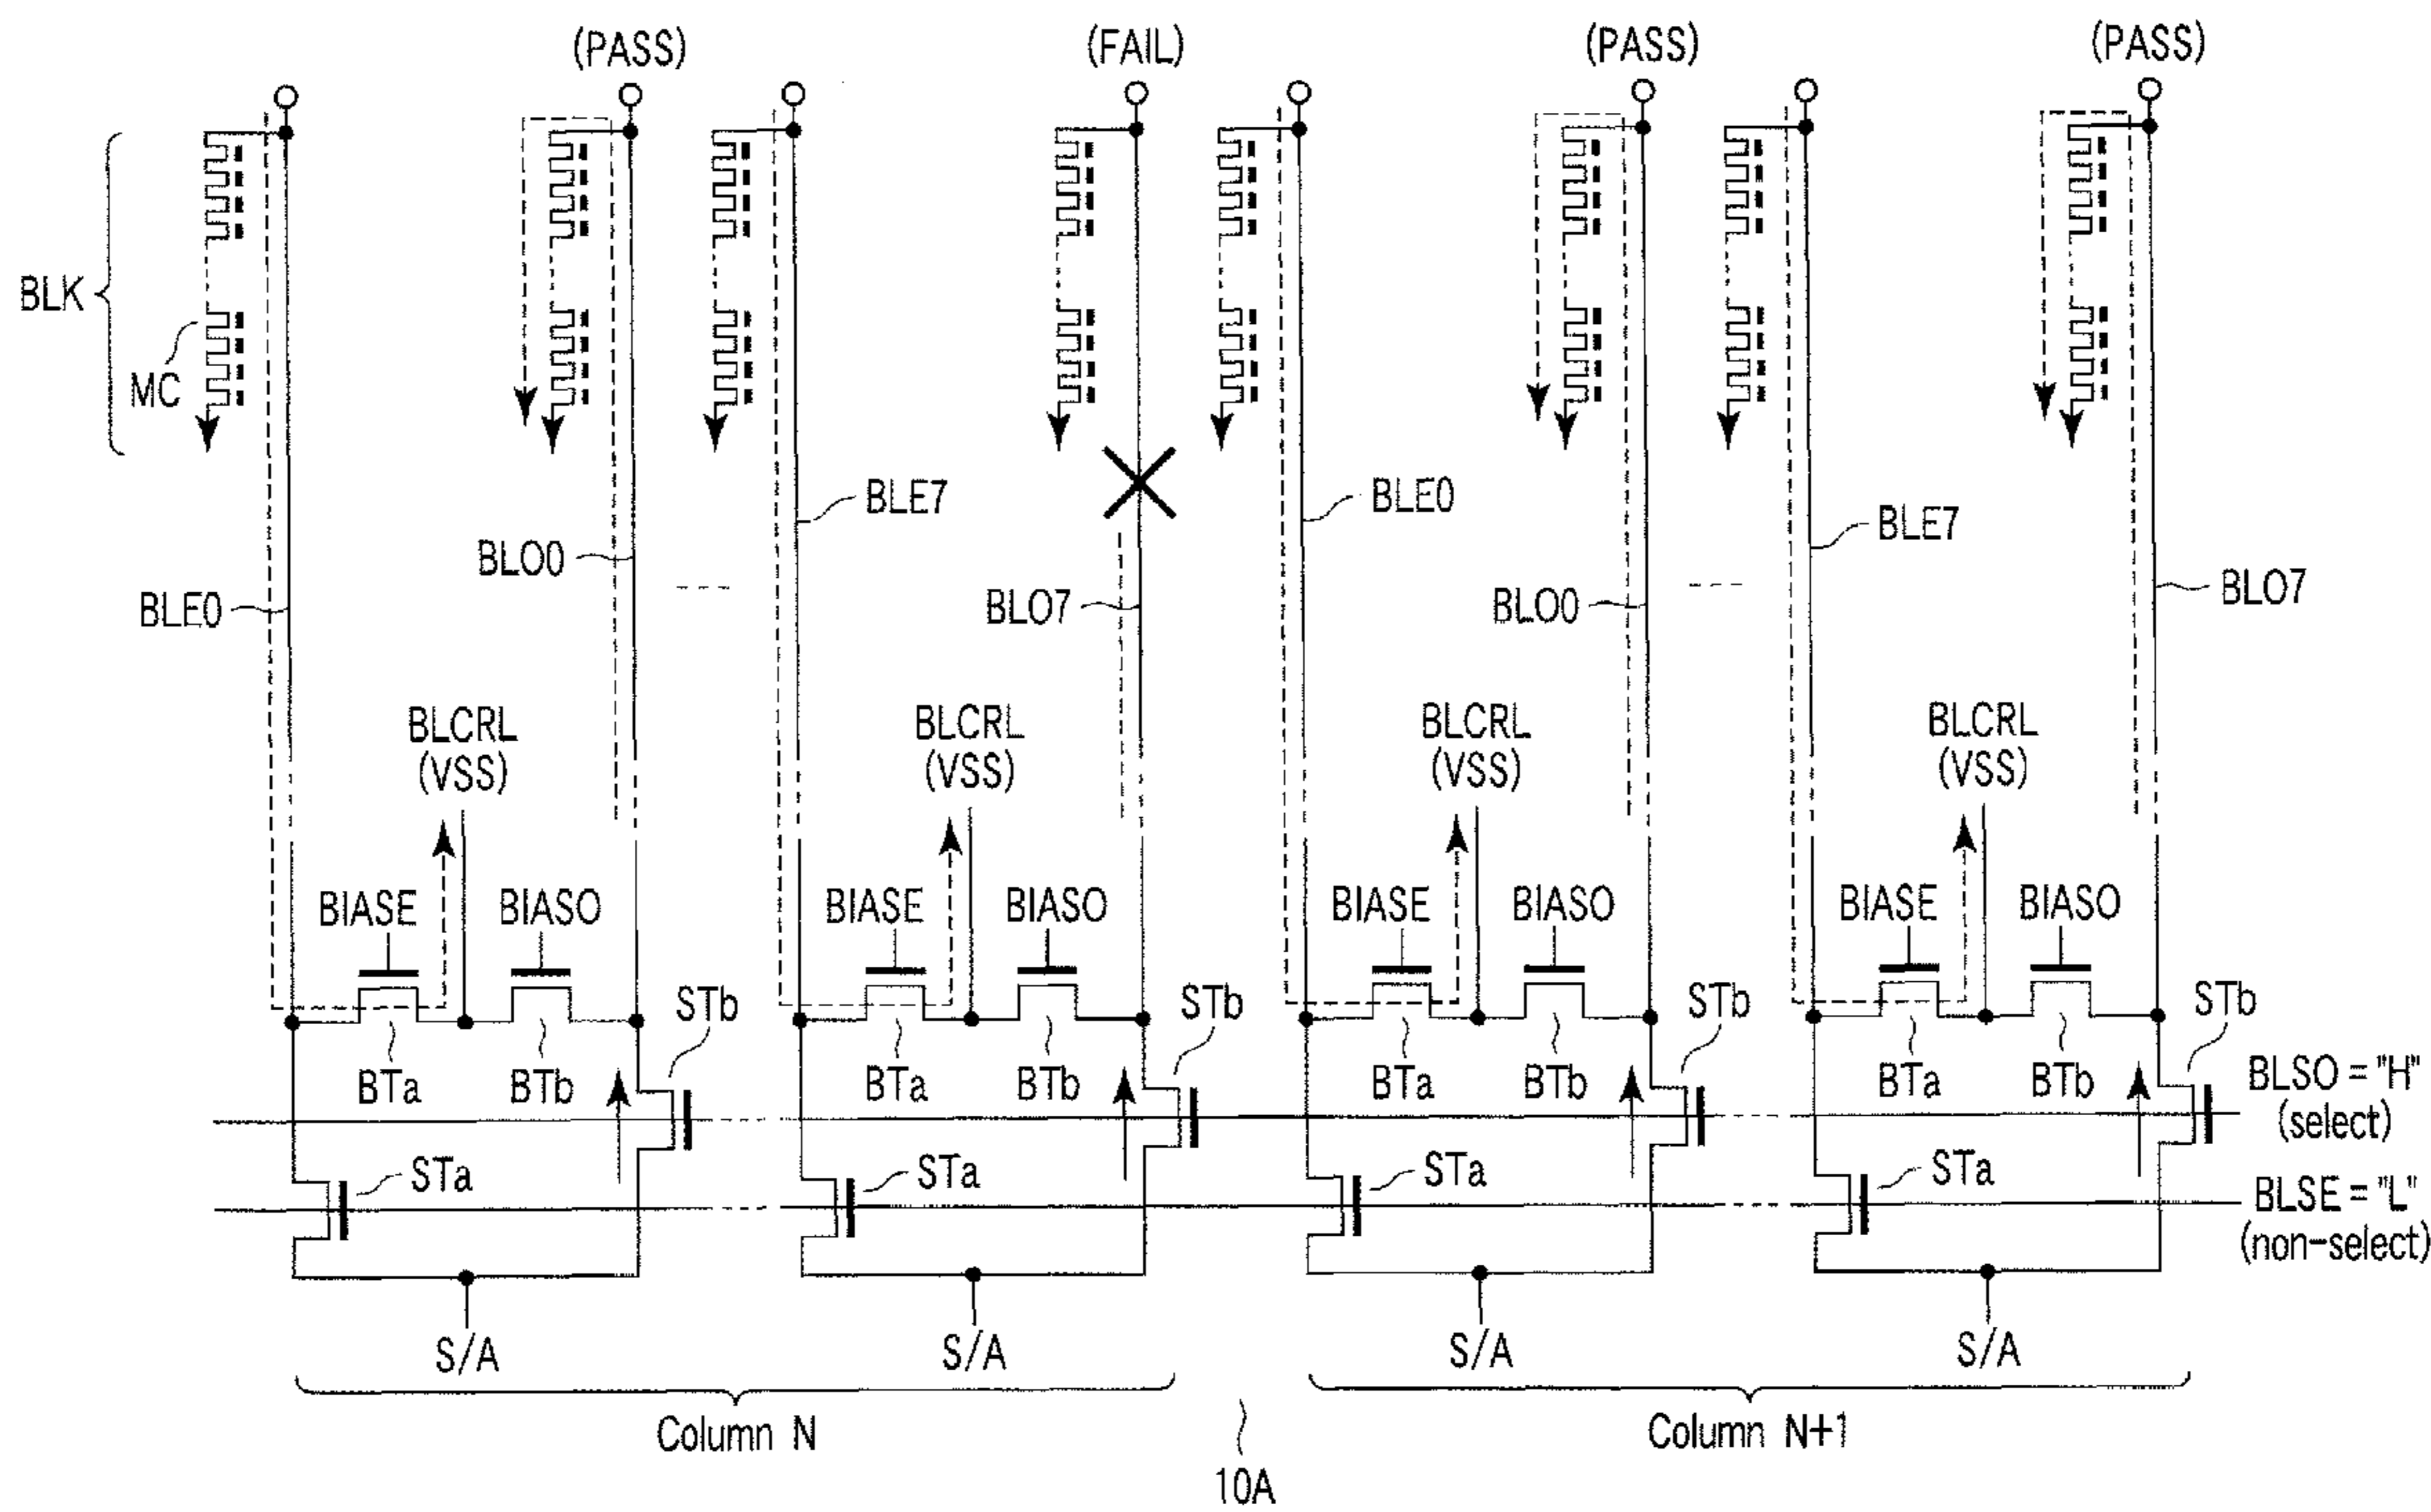 (PASS) (FAIL) (PASS) (PASS)
BLK
MC
BLE7 BLE0 BLE7
BLO0 BLO7
BLE0 BLO7 BLO0
BLCRL BLCRL BLCRL BLCRL
(VSS) (VSS) (VSS) (VSS)
BIASE BIASO BIASE BIASO BIASE BIASO BIASE BIASO
STb STb STb STb
BTa BTb BTa BTb BTa BTb BTa BTb
BLSO = "H"
(select)
STa STa STa STa
BLSE = "L"
(non-select)
S/A S/A S/A S/A
Column N Column N+1
10A